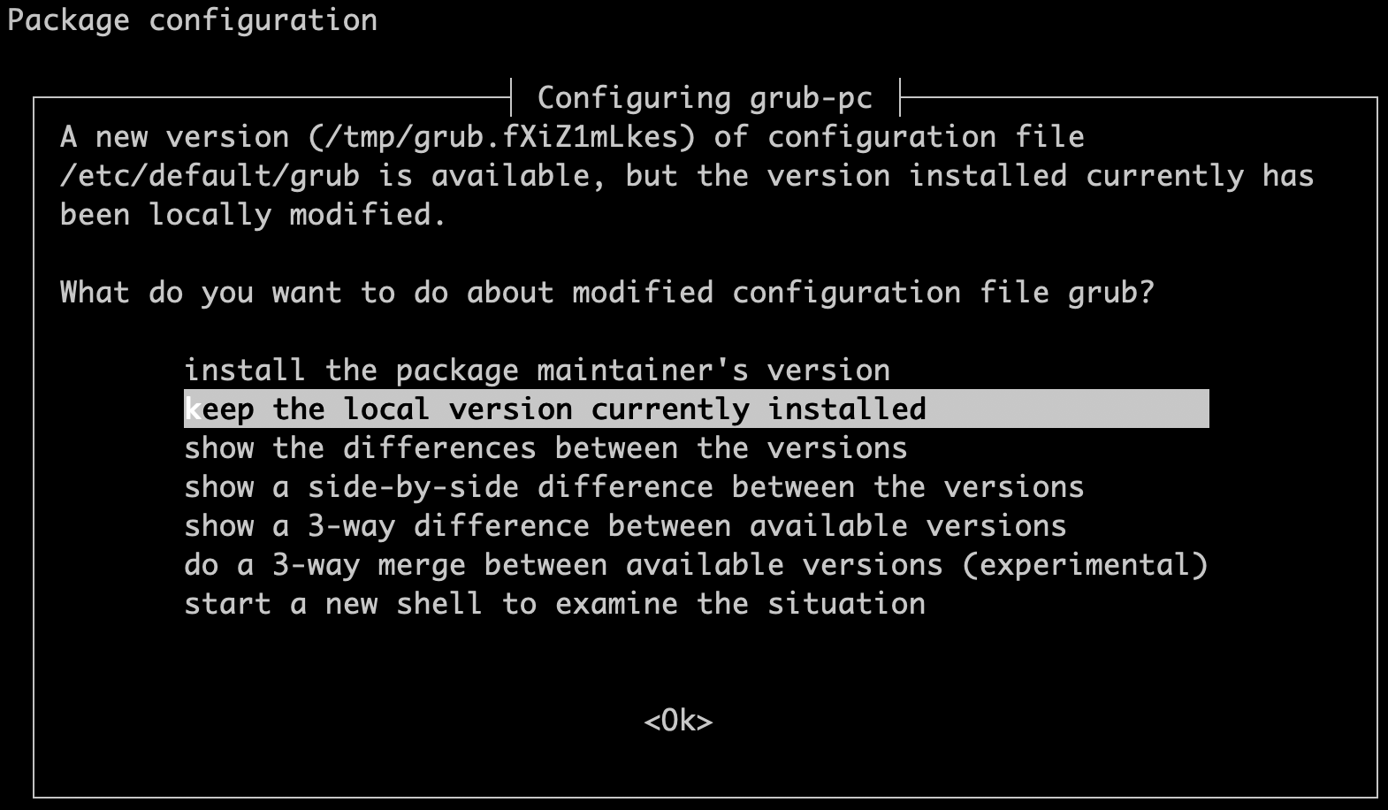 Package configuration
Configuring grub-pc
A new version (/tmp/grub.fXiZ1mLkes) of configuration file
/etc/default/grub is available, but the version installed currently has
been locally modified.
What do you want to do about modified configuration file grub?
install the package maintainer's version
keep the local version currently installed
show the differences between the versions
show a side-by-side difference between the versions
show a 3-way difference between available versions
do a 3-way merge between available versions (experimental)
start a new shell to examine the situation
<Ok>